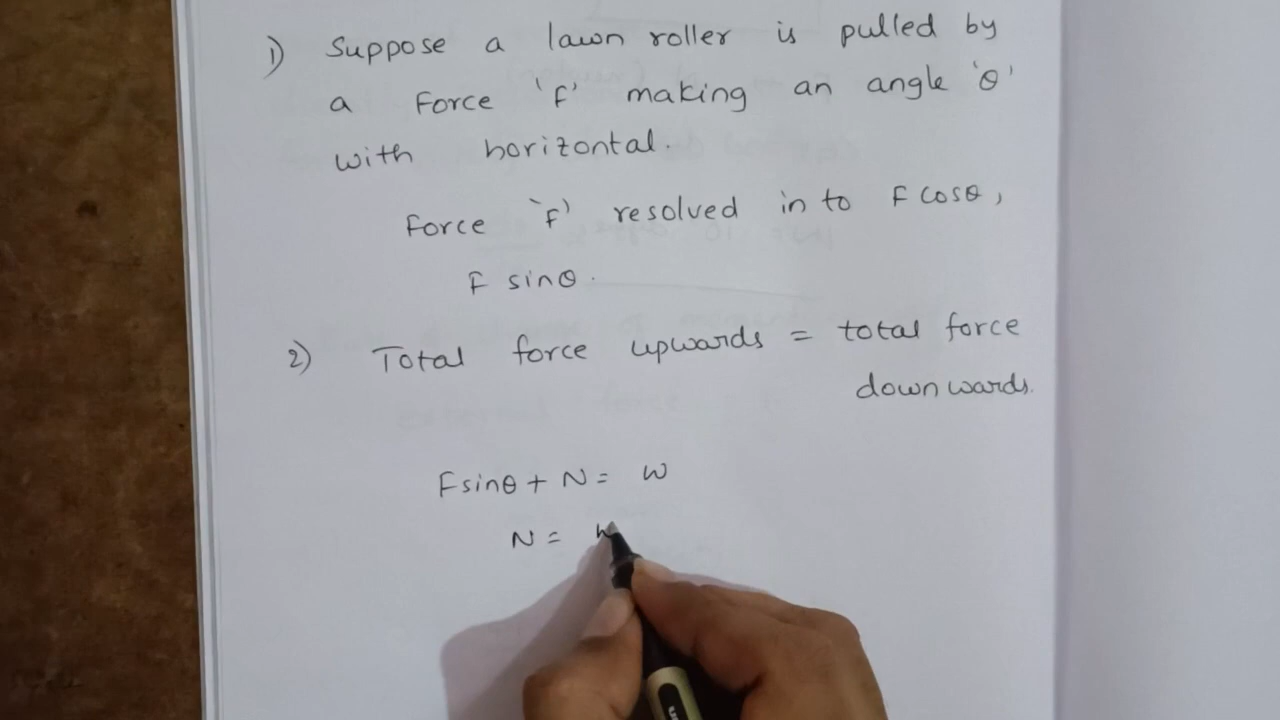 1) Suppose a lawn roller is pulled by
a Force 'F' making an angle 'θ'
with horizontal.
Force 'F' resolved in to F cosθ,
F sinθ.
2) Total force upwards = total force
downwards.
Fsinθ + N = W
N =